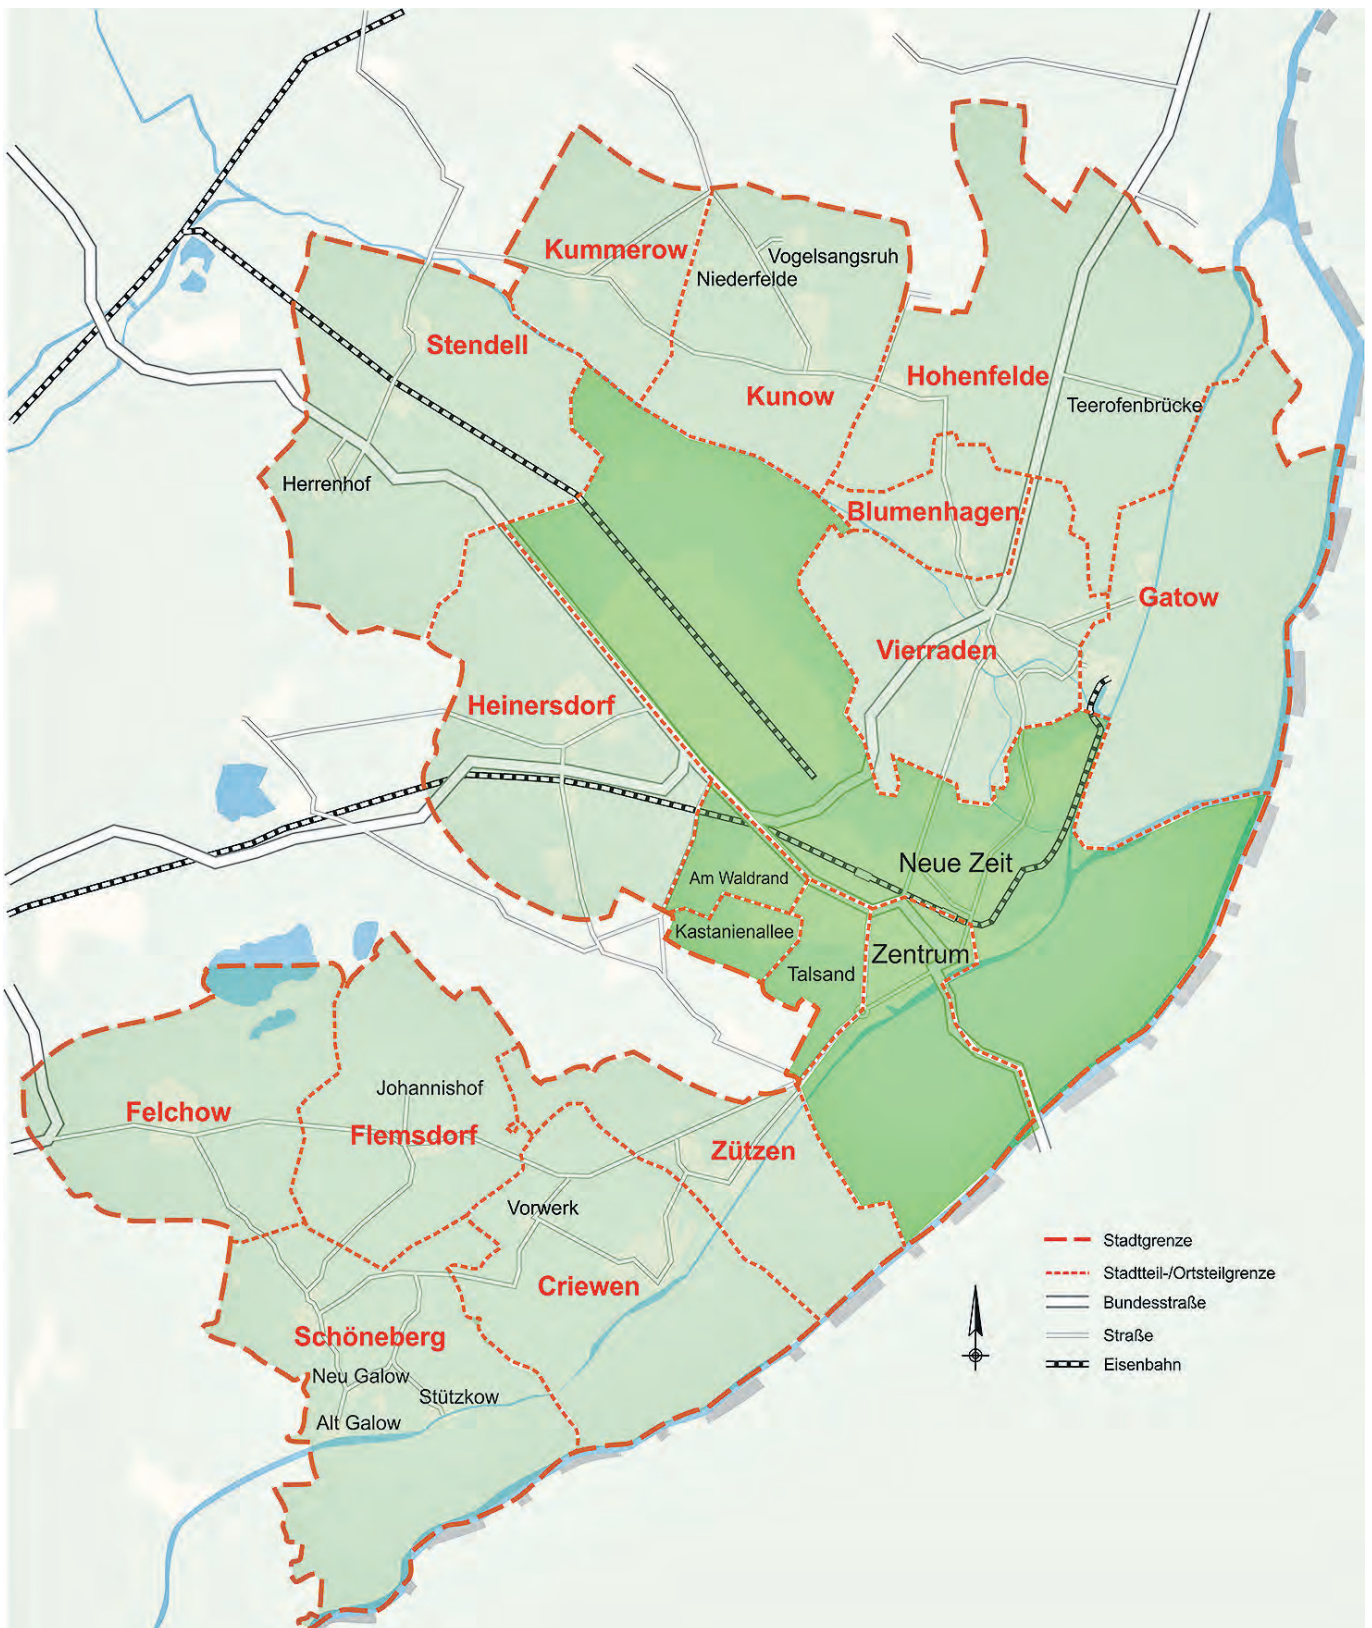 Kummerow
Vogelsangsruh
Niederfelde
Stendell
Hohenfelde
Kunow
Teerofenbrücke
Herrenhof
Blumenhagen
Gatow
Vierraden
Heinersdorf
Neue Zeit
Am Waldrand
Kastanienallee
Zentrum
Talsand
Johannishof
Felchow
Flemsdorf
Zützen
Vorwerk
Criewen
Schöneberg
Neu Galow
Stützkow
Alt Galow
Stadtgrenze
Stadtteil-/Ortsteilgrenze
Bundesstraße
Straße
Eisenbahn